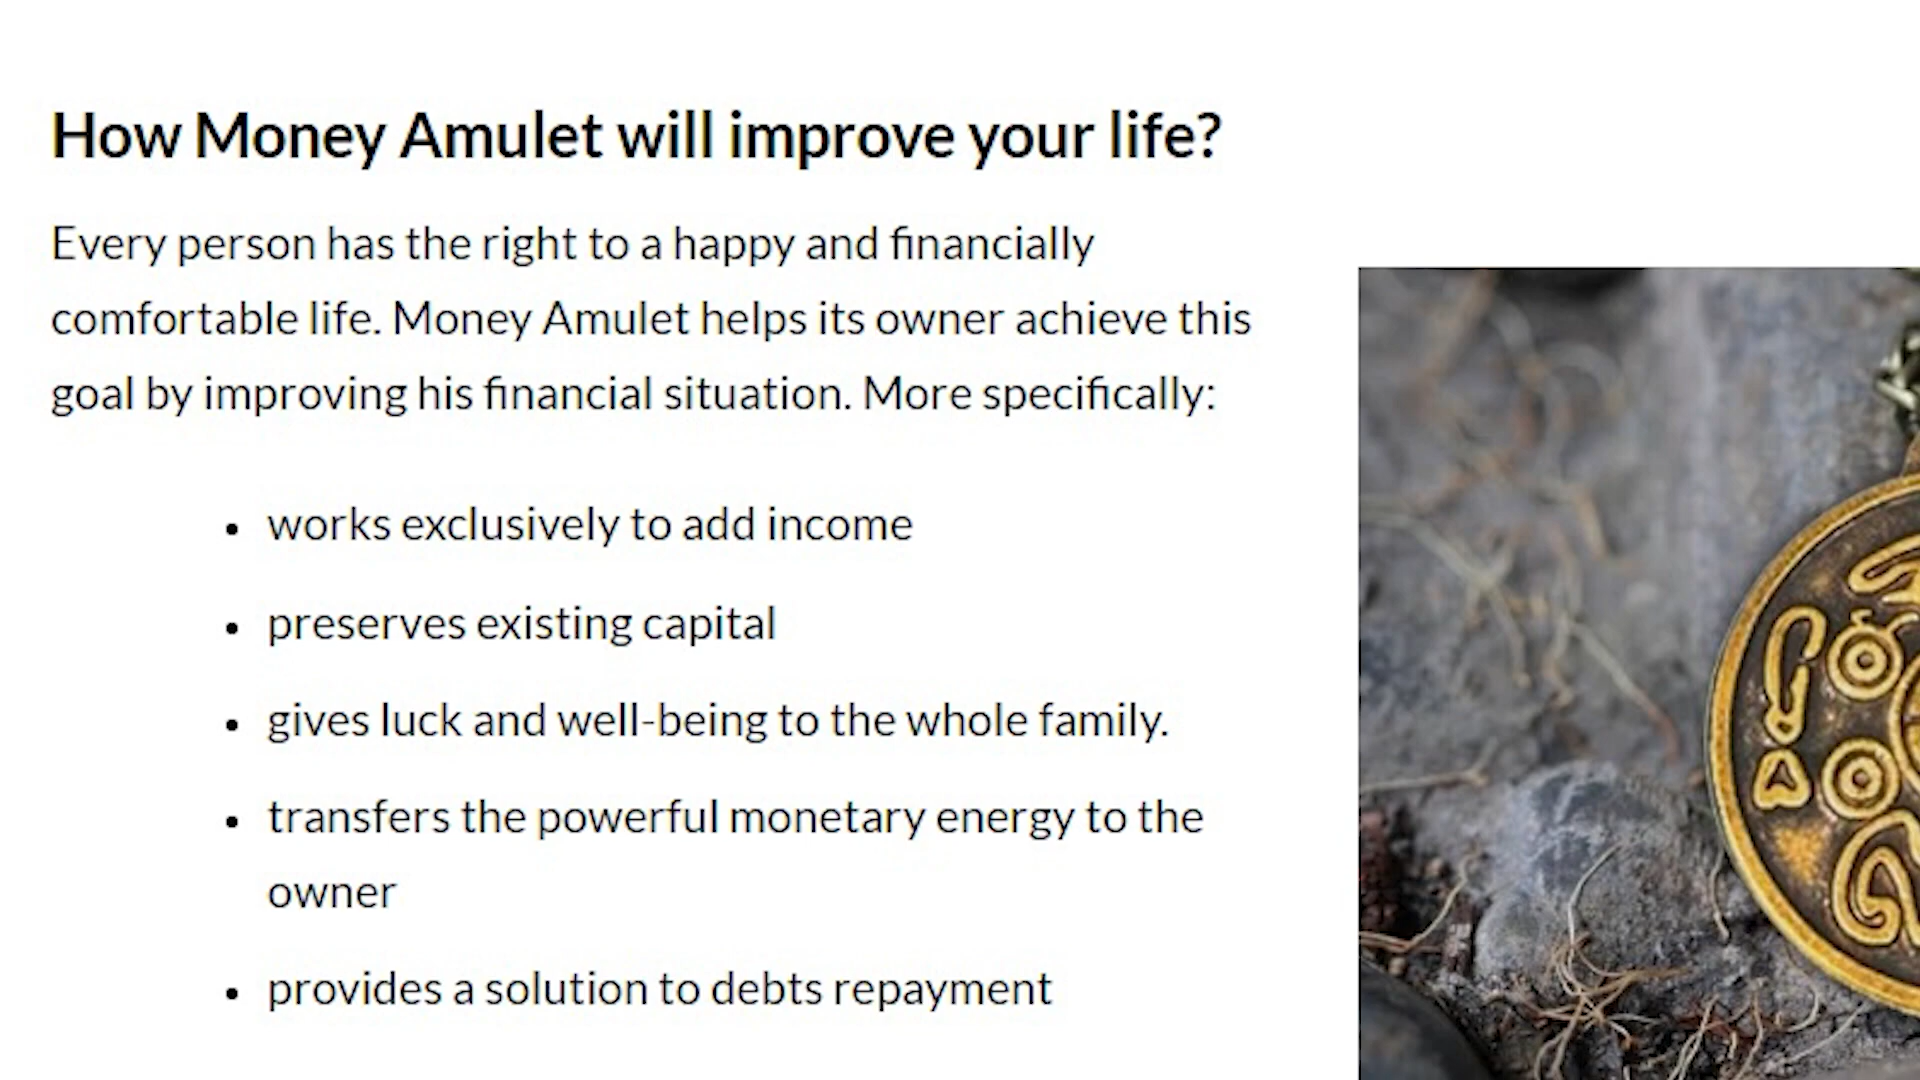 How Money Amulet will improve your life?
Every person has the right to a happy and financially
comfortable life. Money Amulet helps its owner achieve this
goal by improving his financial situation. More specifically:
• works exclusively to add income
• preserves existing capital
• gives luck and well-being to the whole family.
• transfers the powerful monetary energy to the
owner
• provides a solution to debts repayment